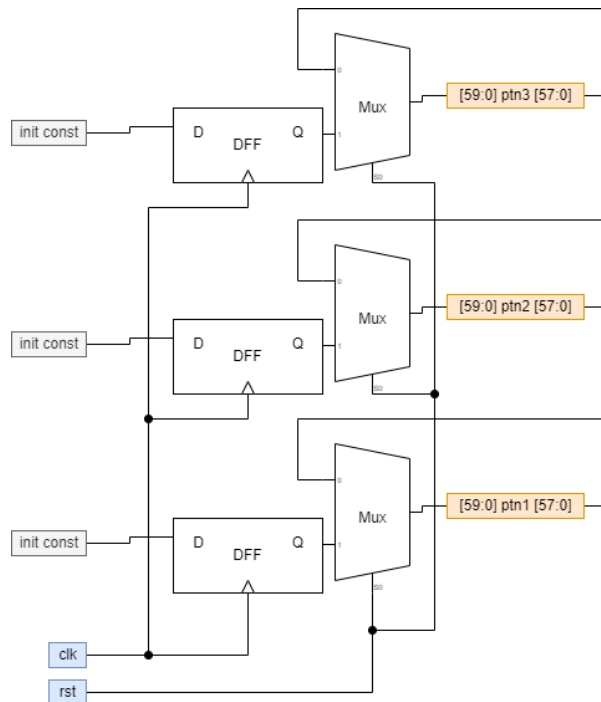 0
Mux
[59:0] ptn3 [57:0]
init const
D
DFF
Q
1
S0
0
Mux
[59:0] ptn2 [57:0]
init const
D
DFF
Q
1
S0
0
Mux
[59:0] ptn1 [57:0]
init const
D
DFF
Q
1
S0
clk
rst